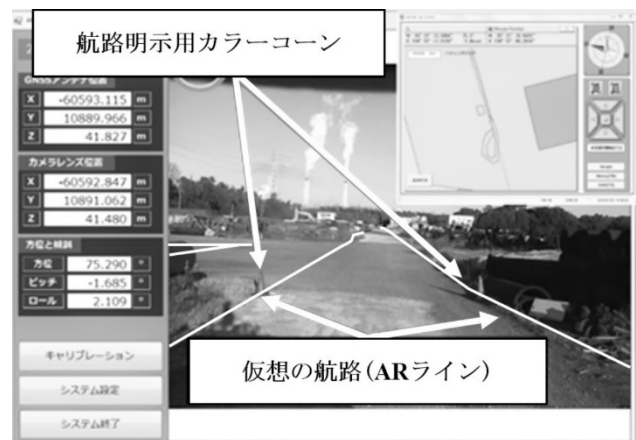 航路明示用カラーコーン
GNSSアンテナ位置
X -60593.115 m
Y 10889.966 m
Z 41.827 m
カメラレンズ位置
X -60592.847 m
Y 10891.062 m
Z 41.480 m
方位と傾斜
方位 75.290 °
ピッチ -1.685 °
ロール 2.109 °
キャリブレーション
システム設定
システム終了
仮想の航路（ARライン）